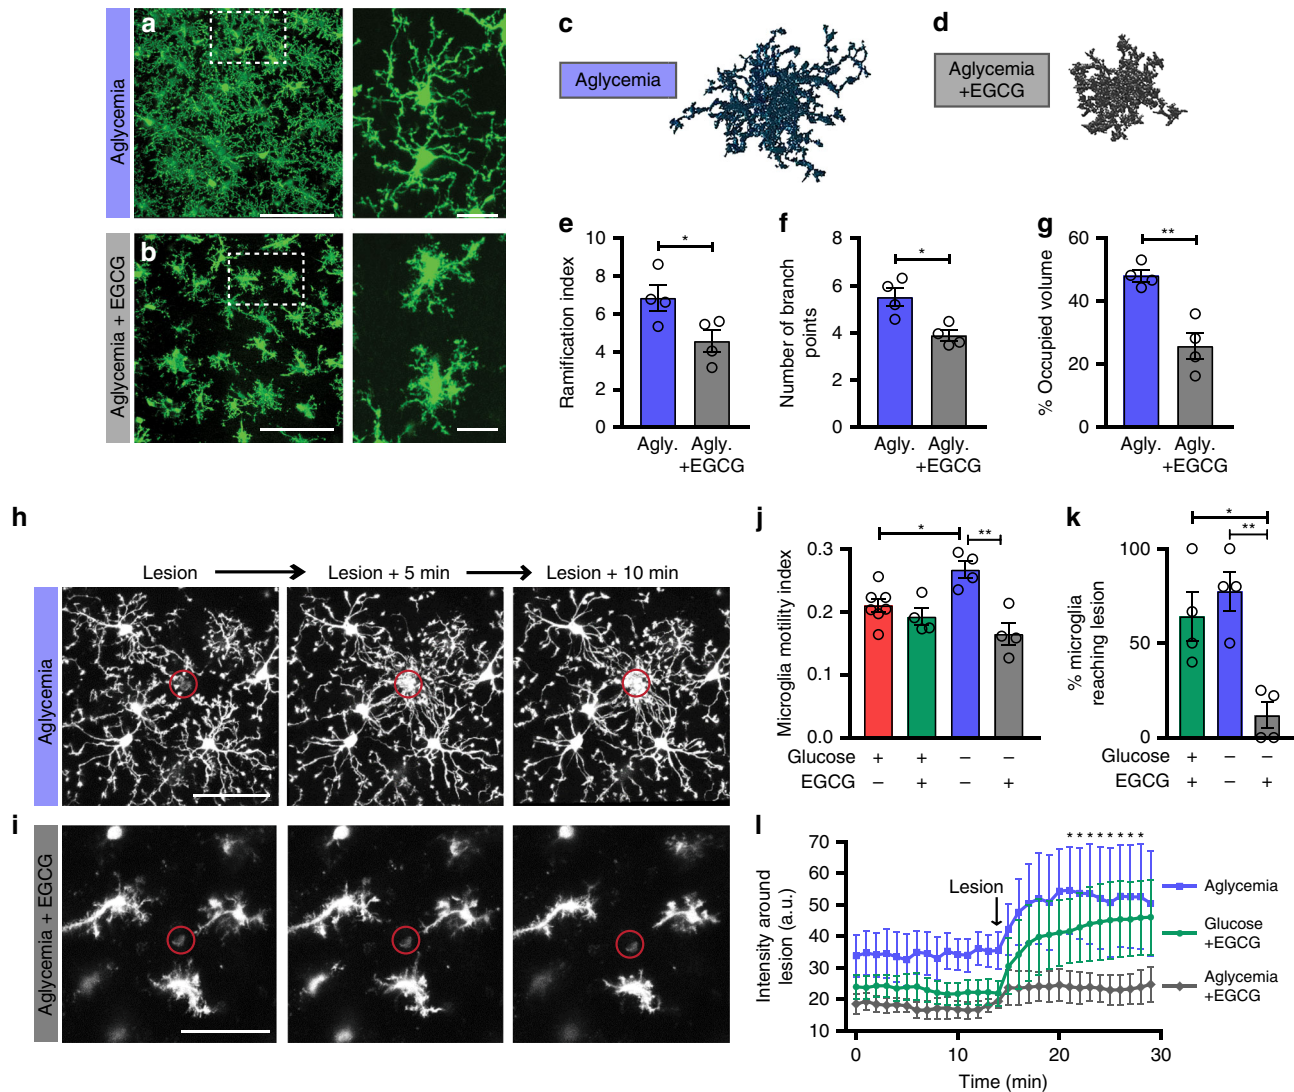 a
Aglycemia
b
Aglycemia + EGCG
c
Aglycemia
d
Aglycemia
+EGCG
e
Ramification index
10
8
6
4
2
0
*
Agly.
Agly.
+EGCG
f
Number of branch
points
8
6
4
2
0
*
Agly.
Agly.
+EGCG
g
% Occupied volume
60
40
20
0
**
Agly.
Agly.
+EGCG
h
Lesion
Lesion + 5 min
Lesion + 10 min
Aglycemia
i
Aglycemia + EGCG
j
Microglia motility index
0.3
0.2
0.1
0.0
*
**
Glucose + + − −
EGCG − + − +
k
% microglia
reaching lesion
100
50
0
*
**
Glucose + − −
EGCG + − +
l
Intensity around
lesion (a.u.)
70
60
50
40
30
20
10
Lesion
* * * * * * * *
0 10 20 30
Time (min)
Aglycemia
Glucose
+EGCG
Aglycemia
+EGCG